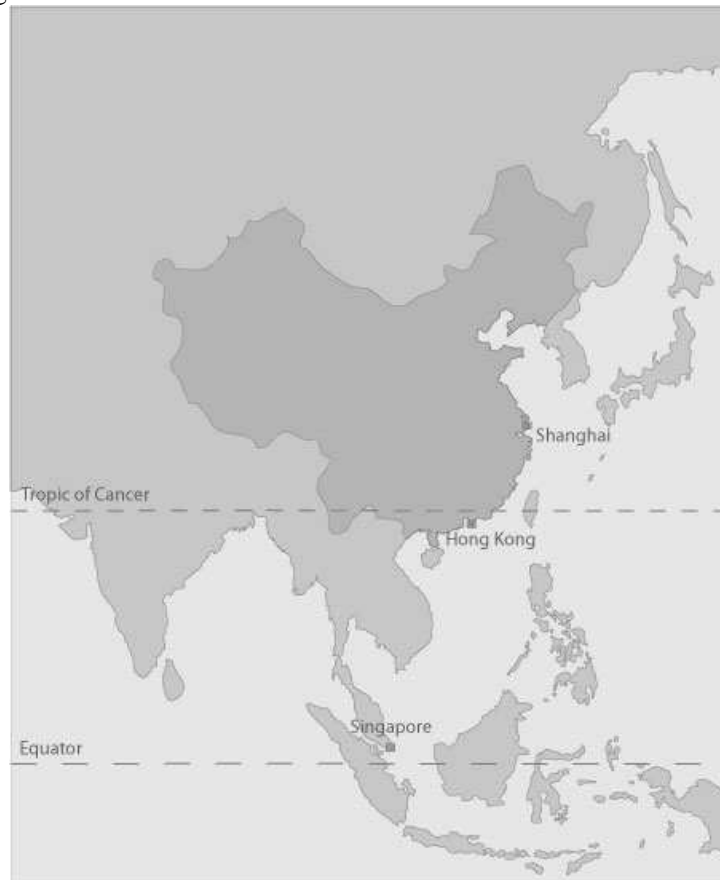 Shanghai
Tropic of Cancer
Hong Kong
Singapore
Equator